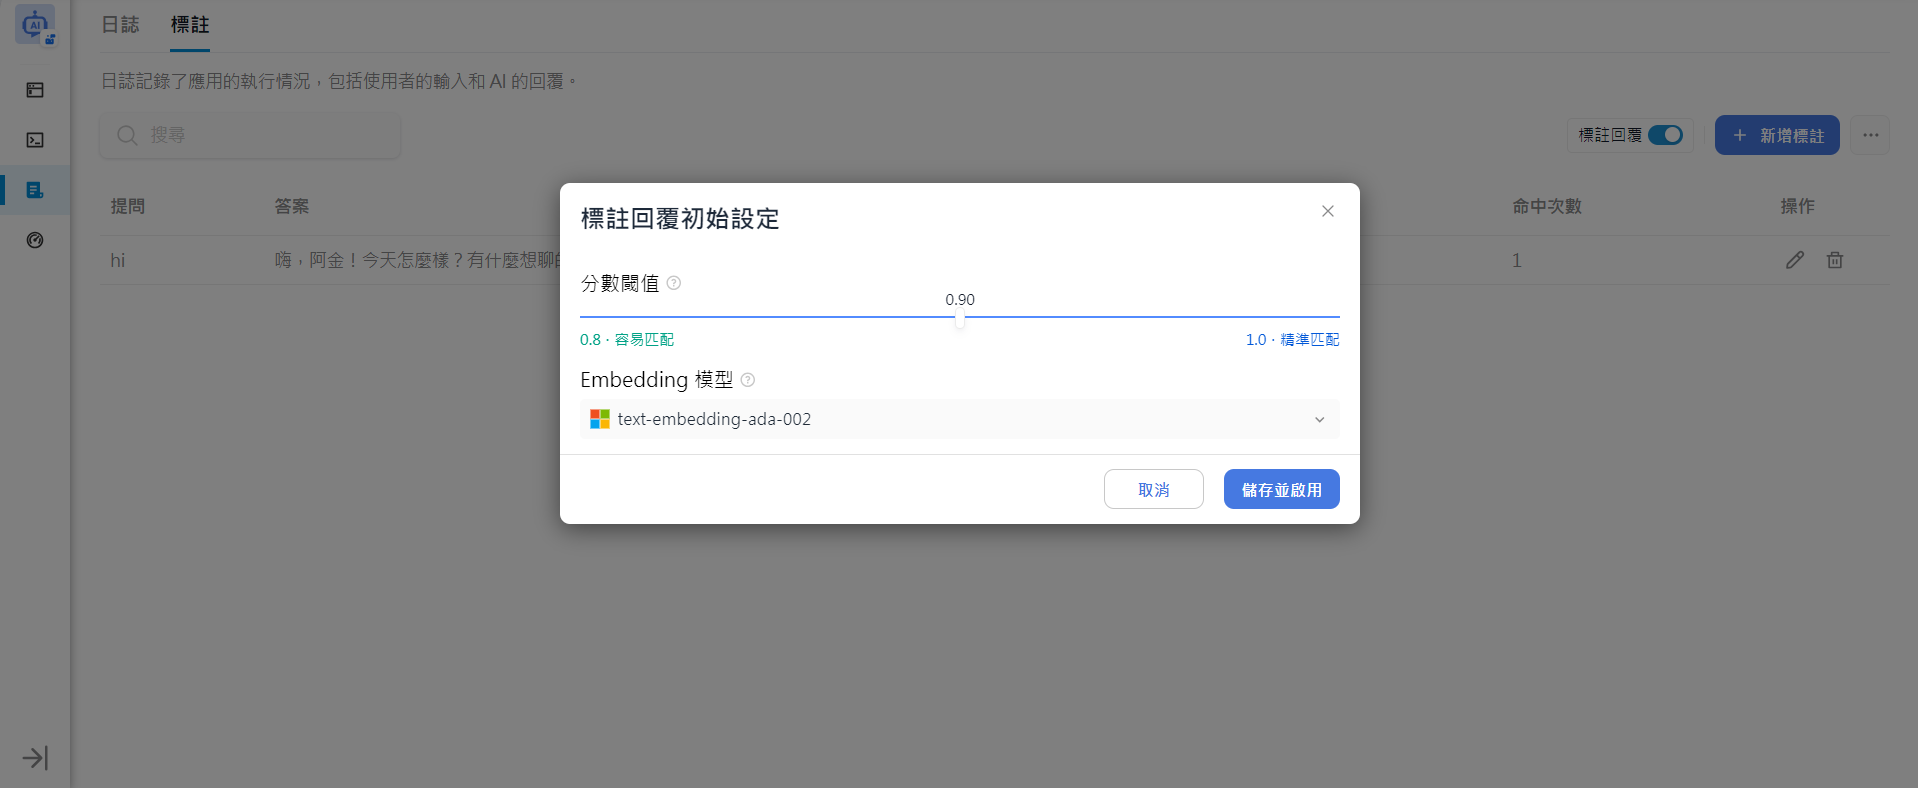 AI
日誌 標註
日誌記錄了應用的執行情況，包括使用者的輸入和 AI 的回覆。
搜尋
標註回覆
+ 新增標註
提問 答案 命中次數 操作
hi 嗨，阿金！今天怎麼樣？有什麼想聊 1
標註回覆初始設定
分數閾值
0.90
0.8 · 容易匹配 1.0 · 精準匹配
Embedding 模型
text-embedding-ada-002
取消 儲存並啟用